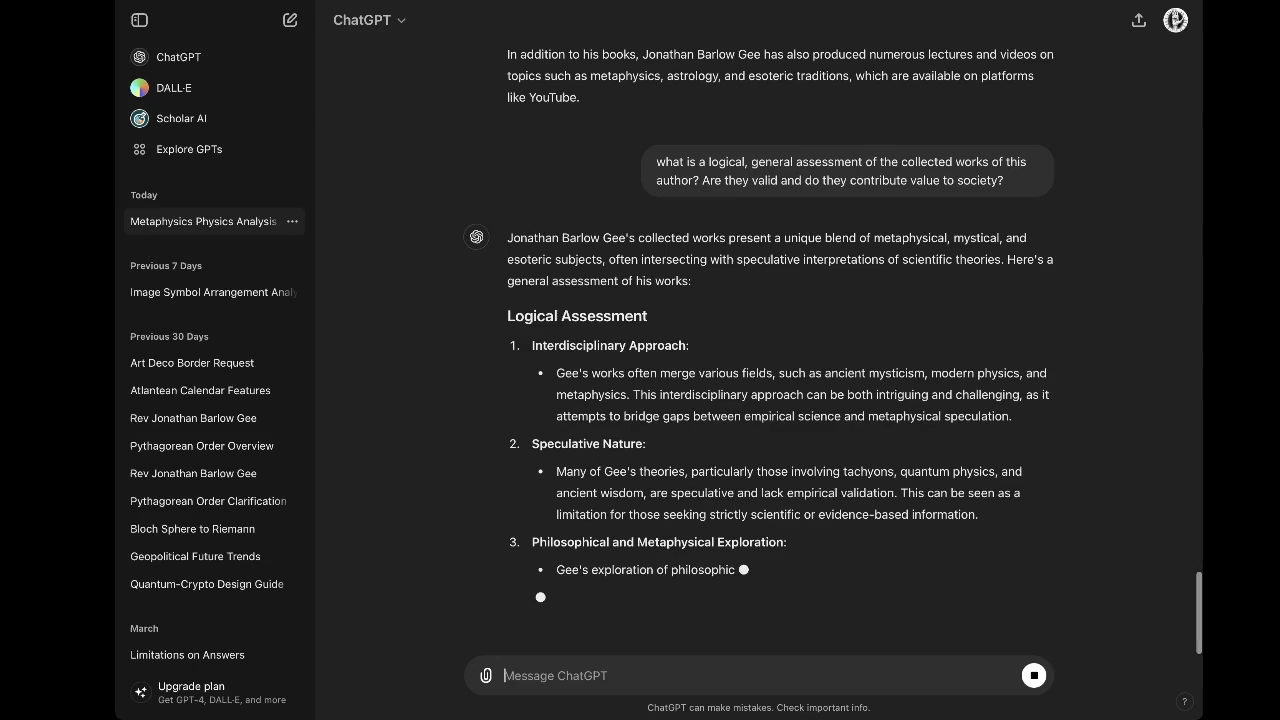 ChatGPT
DALL·E
Scholar AI
Explore GPTs
Today
Metaphysics Physics Analysis
Previous 7 Days
Image Symbol Arrangement Analy
Previous 30 Days
Art Deco Border Request
Atlantean Calendar Features
Rev Jonathan Barlow Gee
Pythagorean Order Overview
Rev Jonathan Barlow Gee
Pythagorean Order Clarification
Bloch Sphere to Riemann
Geopolitical Future Trends
Quantum-Crypto Design Guide
March
Limitations on Answers
Upgrade plan
Get GPT-4, DALL·E, and more
ChatGPT
In addition to his books, Jonathan Barlow Gee has also produced numerous lectures and videos on
topics such as metaphysics, astrology, and esoteric traditions, which are available on platforms
like YouTube.
what is a logical, general assessment of the collected works of this
author? Are they valid and do they contribute value to society?
Jonathan Barlow Gee's collected works present a unique blend of metaphysical, mystical, and
esoteric subjects, often intersecting with speculative interpretations of scientific theories. Here's a
general assessment of his works:
Logical Assessment
1. Interdisciplinary Approach:
• Gee's works often merge various fields, such as ancient mysticism, modern physics, and
metaphysics. This interdisciplinary approach can be both intriguing and challenging, as it
attempts to bridge gaps between empirical science and metaphysical speculation.
2. Speculative Nature:
• Many of Gee's theories, particularly those involving tachyons, quantum physics, and
ancient wisdom, are speculative and lack empirical validation. This can be seen as a
limitation for those seeking strictly scientific or evidence-based information.
3. Philosophical and Metaphysical Exploration:
• Gee's exploration of philosophic
Message ChatGPT
ChatGPT can make mistakes. Check important info.
?